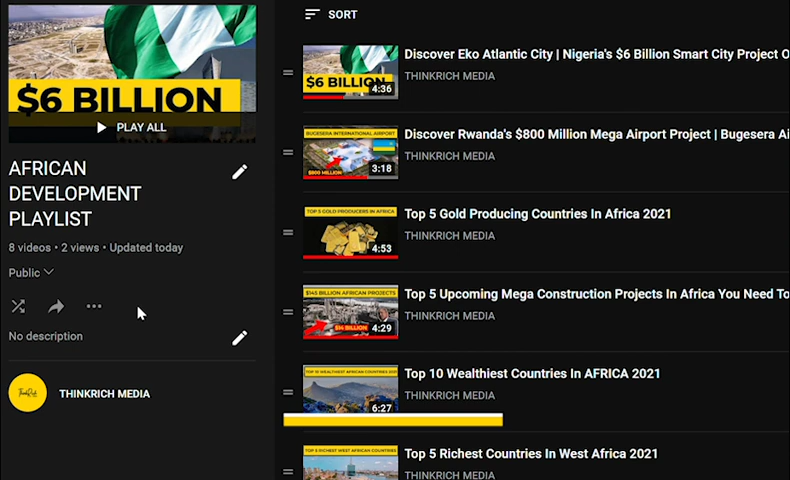 $6 BILLION
PLAY ALL
AFRICAN
DEVELOPMENT
PLAYLIST
8 videos • 2 views • Updated today
Public
No description
THINKRICH MEDIA
SORT
$6 BILLION
4:36
Discover Eko Atlantic City | Nigeria's $6 Billion Smart City Project O
THINKRICH MEDIA
BUGESERA INTERNATIONAL AIRPORT
$800 MILLION
3:18
Discover Rwanda's $800 Million Mega Airport Project | Bugesera Ai
THINKRICH MEDIA
TOP 5 GOLD PRODUCERS IN AFRICA
4:53
Top 5 Gold Producing Countries In Africa 2021
THINKRICH MEDIA
$145 BILLION AFRICAN PROJECTS
$14 BILLION
4:29
Top 5 Upcoming Mega Construction Projects In Africa You Need To
THINKRICH MEDIA
TOP 10 WEALTHIEST AFRICAN COUNTRIES 2021
6:27
Top 10 Wealthiest Countries In AFRICA 2021
THINKRICH MEDIA
TOP 5 RICHEST WEST AFRICAN COUNTRIES
Top 5 Richest Countries In West Africa 2021
THINKRICH MEDIA